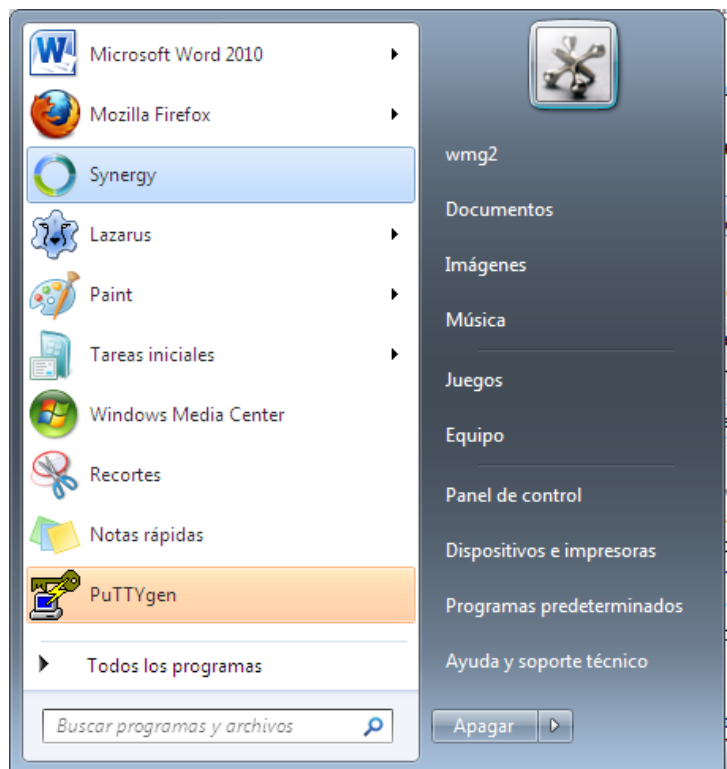 Microsoft Word 2010
Mozilla Firefox
Synergy
Lazarus
Paint
Tareas iniciales
Windows Media Center
Recortes
Notas rápidas
PuTTYgen
Todos los programas
Buscar programas y archivos
wmg2
Documentos
Imágenes
Música
Juegos
Equipo
Panel de control
Dispositivos e impresoras
Programas predeterminados
Ayuda y soporte técnico
Apagar